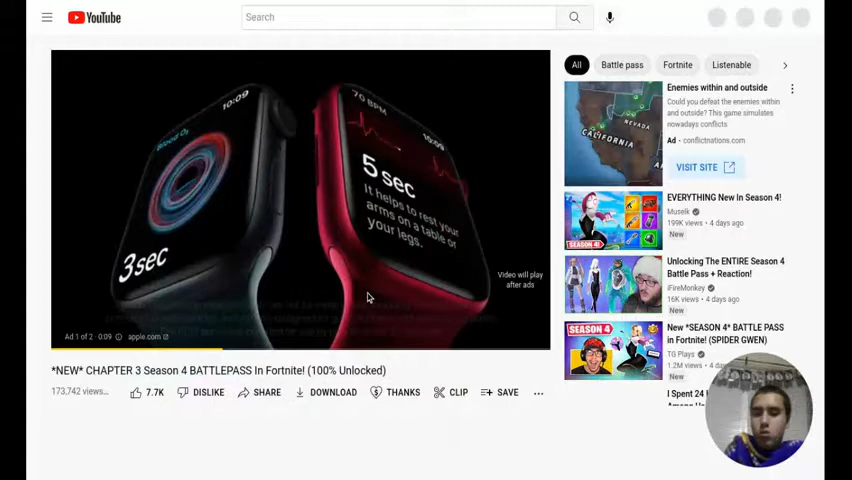 YouTube
Search
10:09
Blood O₂
3sec
70 BPM
10:09
5 sec
It helps to rest your
arms on a table or
your legs.
Video will play
after ads
Ad 1 of 2 · 0:09
apple.com
*NEW* CHAPTER 3 Season 4 BATTLEPASS In Fortnite! (100% Unlocked)
173,742 views...
7.7K
DISLIKE
SHARE
DOWNLOAD
THANKS
CLIP
SAVE
All
Battle pass
Fortnite
Listenable
CALIFORNIA
NEVADA
Enemies within and outside
Could you defeat the enemies within
and outside? This game simulates
nowadays conflicts
Ad · conflictnations.com
VISIT SITE
SEASON 4!
EVERYTHING New In Season 4!
Muselk
199K views • 4 days ago
New
Unlocking The ENTIRE Season 4
Battle Pass + Reaction!
iFireMonkey
16K views • 4 days ago
New
SEASON 4
New *SEASON 4* BATTLE PASS
in Fortnite! (SPIDER GWEN)
TG Plays
1.2M views
New
I Spent 24